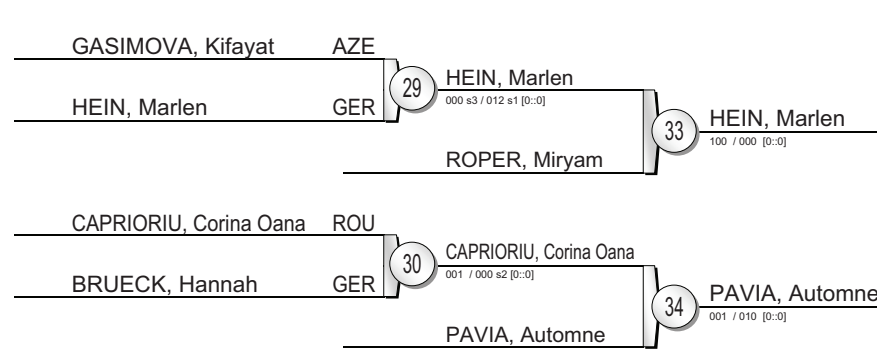 GASIMOVA, Kifayat AZE
29
HEIN, Marlen
000 s3 / 012 s1 [0::0]
HEIN, Marlen GER
33
HEIN, Marlen
100 / 000 [0::0]
ROPER, Miryam
CAPRIORIU, Corina Oana ROU
30
CAPRIORIU, Corina Oana
001 / 000 s2 [0::0]
BRUECK, Hannah GER
34
PAVIA, Automne
001 / 010 [0::0]
PAVIA, Automne